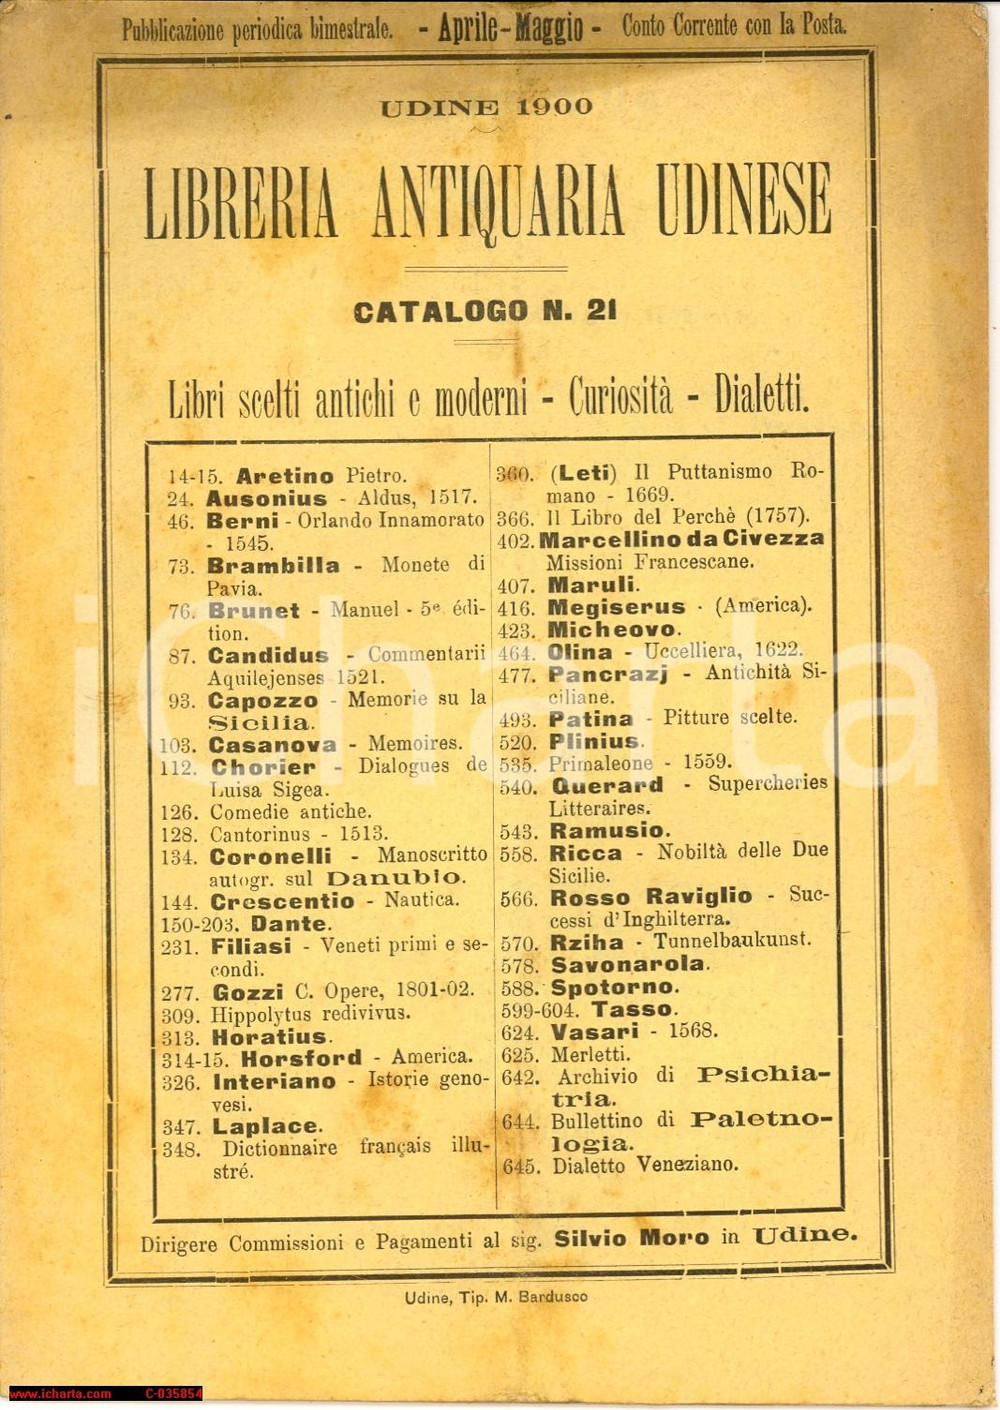 Pubblicazione periodica bimestrale. - Aprile-Maggio - Conto Corrente con la Posta.
UDINE 1900
LIBRERIA ANTIQUARIA UDINESE
CATALOGO N. 21
Libri scelti antichi e moderni - Curiosità - Dialetti.
14-15. Aretino Pietro.
24. Ausonius - Aldus, 1517.
46. Berni - Orlando Innamorato
- 1545.
73. Brambilla - Monete di
Pavia.
76. Brunet - Manuel - 5e édi-
tion.
87. Candidus - Commentarii
Aquilejenses 1521.
93. Capozzo - Memorie su la
Sicilia.
103. Casanova - Memoires.
112. Chorier - Dialogues de
Luisa Sigea.
126. Comedie antiche.
128. Cantorinus - 1513.
134. Coronelli - Manoscritto
autogr. sul Danubio.
144. Crescentio - Nautica.
150-203. Dante.
231. Filiasi - Veneti primi e se-
condi.
277. Gozzi C. Opere, 1801-02.
309. Hippolytus redivivus.
313. Horatius.
314-15. Horsford - America.
326. Interiano - Istorie geno-
vesi.
347. Laplace.
348. Dictionnaire français illu-
stré.
360. (Leti) Il Puttanismo Ro-
mano - 1669.
366. Il Libro del Perchè (1757).
402. Marcellino da Civezza
Missioni Francescane.
407. Maruli.
416. Megiserus - (America).
423. Micheovo.
464. Olina - Uccelliera, 1622.
477. Pancrazj - Antichità Si-
ciliane.
493. Patina - Pitture scelte.
520. Plinius.
535. Primaleone - 1559.
540. Querard - Supercheries
Litteraires.
543. Ramusio.
558. Ricca - Nobiltà delle Due
Sicilie.
566. Rosso Raviglio - Suc-
cessi d'Inghilterra.
570. Rziha - Tunnelbaukunst.
578. Savonarola.
588. Spotorno.
599-604. Tasso.
624. Vasari - 1568.
625. Merletti.
642. Archivio di Psichia-
tria.
644. Bullettino di Paletno-
logia.
645. Dialetto Veneziano.
Dirigere Commissioni e Pagamenti al sig. Silvio Moro in Udine.
Udine, Tip. M. Bardusco
iCharta
www.icharta.com C-035854